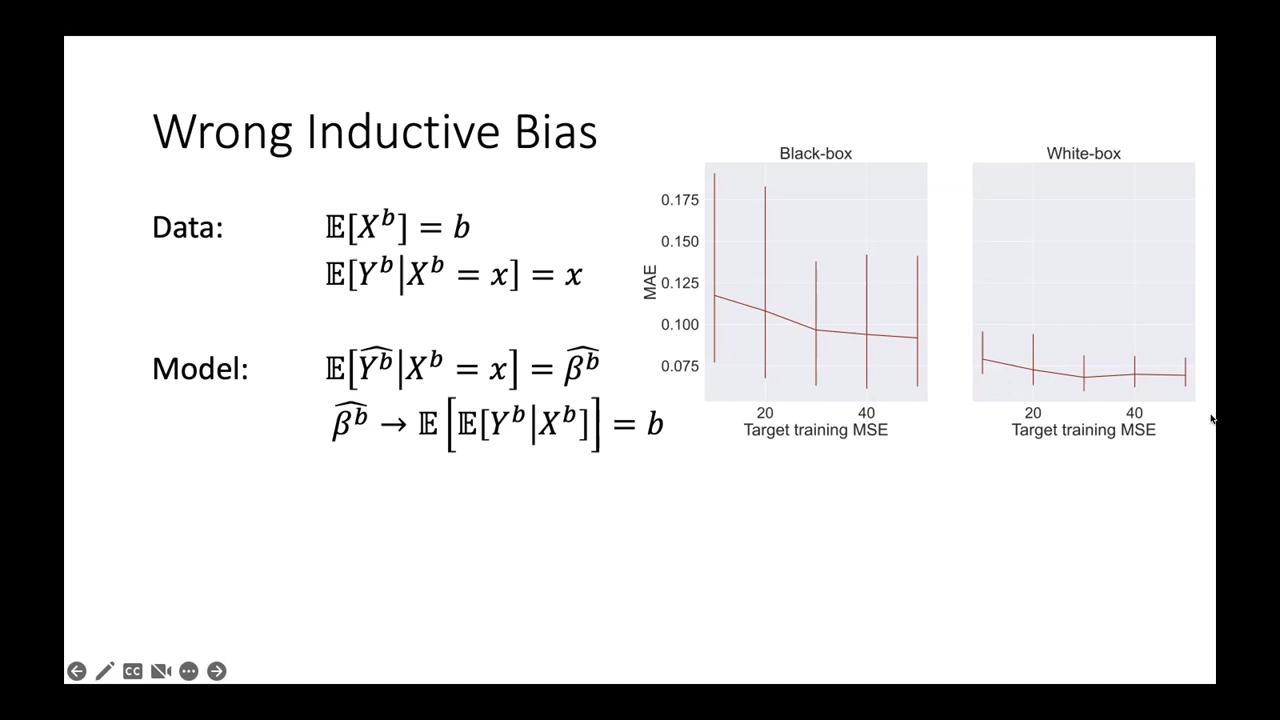 Wrong Inductive Bias
Data:
𝔼[X^b] = b
𝔼[Y^b|X^b = x] = x
Model:
𝔼[\widehat{Y^b}|X^b = x] = \widehat{β^b}
\widehat{β^b} → 𝔼[𝔼[Y^b|X^b]] = b
Black-box
MAE
0.175
0.150
0.125
0.100
0.075
20 40
Target training MSE
White-box
20 40
Target training MSE
CC